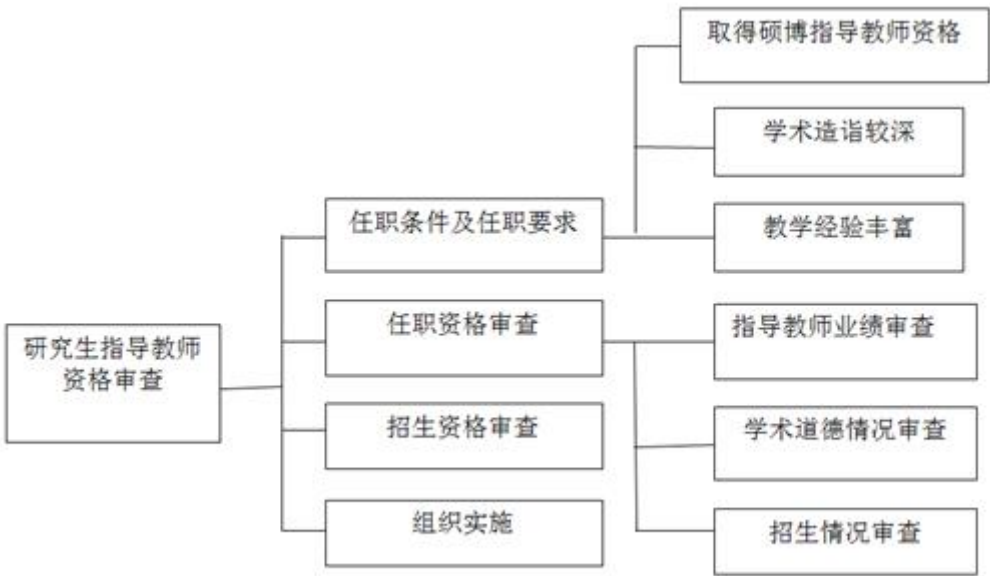 取得硕博指导教师资格
学术造诣较深
任职条件及任职要求
教学经验丰富
任职资格审查
指导教师业绩审查
研究生指导教师
资格审查
招生资格审查
学术道德情况审查
组织实施
招生情况审查